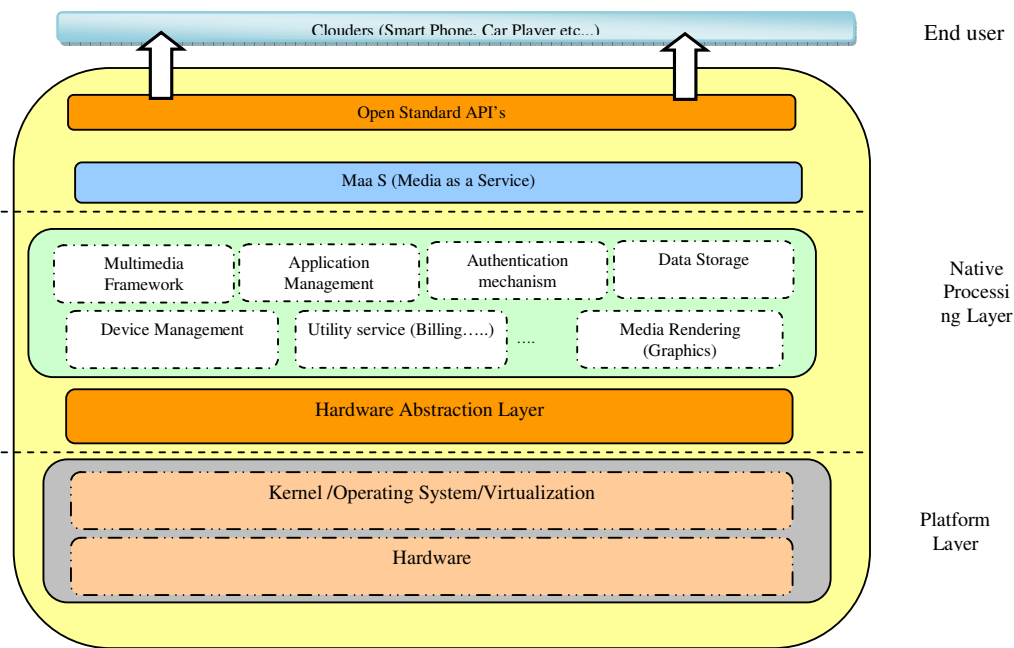 Clouders (Smart Phone, Car Player etc...)
End user
Open Standard API's
Maa S (Media as a Service)
Multimedia
Framework
Application
Management
Authentication
mechanism
Data Storage
Native
Processi
ng Layer
Device Management
Utility service (Billing…..)
….
Media Rendering
(Graphics)
Hardware Abstraction Layer
Kernel /Operating System/Virtualization
Platform
Layer
Hardware